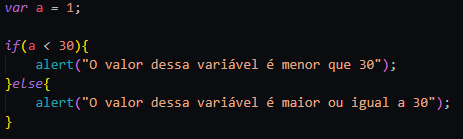 var a = 1;
if(a < 30){
alert("O valor dessa variável é menor que 30");
}else{
alert("O valor dessa variável é maior ou igual a 30");
}